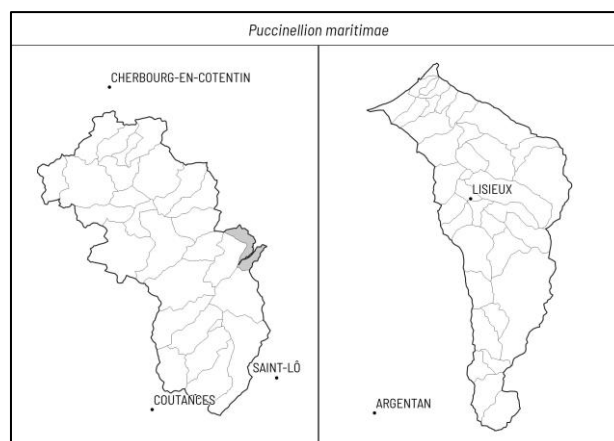 Puccinellion maritimae
CHERBOURG-EN-COTENTIN
LISIEUX
SAINT-LÔ
COUTANCES
ARGENTAN